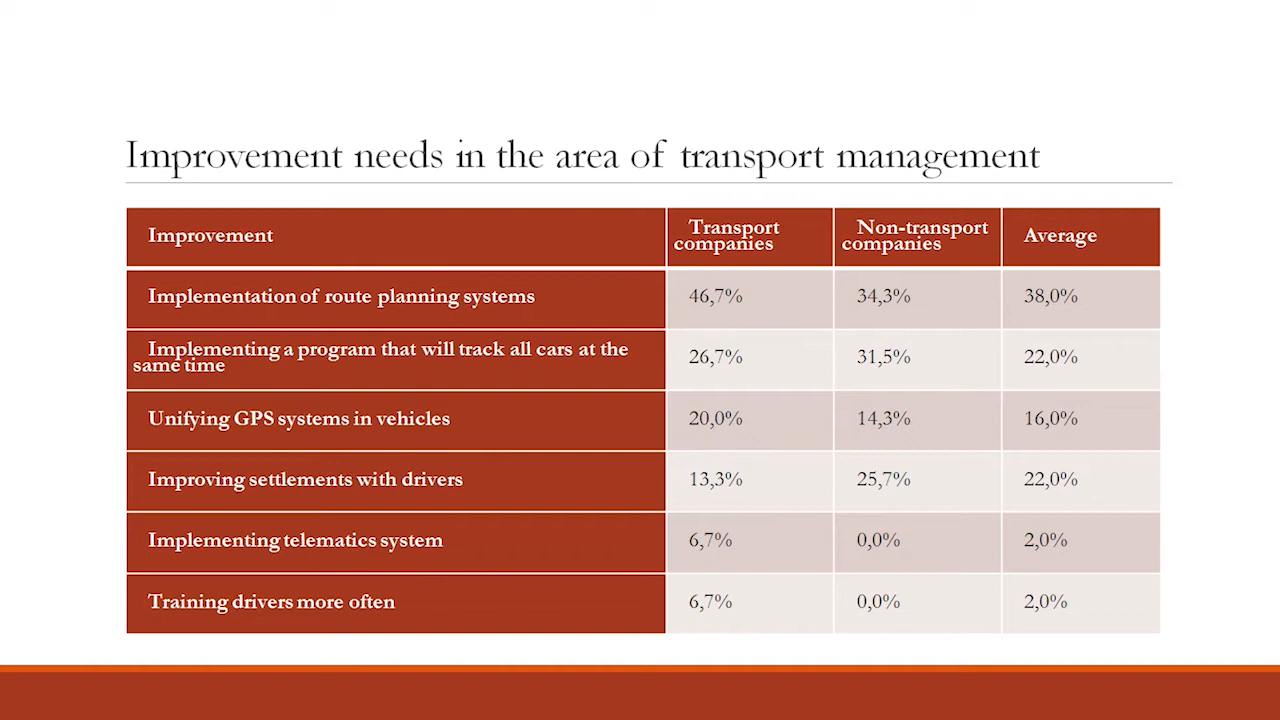 Improvement needs in the area of transport management
Improvement
Transport
companies
Non-transport
companies
Average
Implementation of route planning systems
46,7%
34,3%
38,0%
Implementing a program that will track all cars at the
same time
26,7%
31,5%
22,0%
Unifying GPS systems in vehicles
20,0%
14,3%
16,0%
Improving settlements with drivers
13,3%
25,7%
22,0%
Implementing telematics system
6,7%
0,0%
2,0%
Training drivers more often
6,7%
0,0%
2,0%